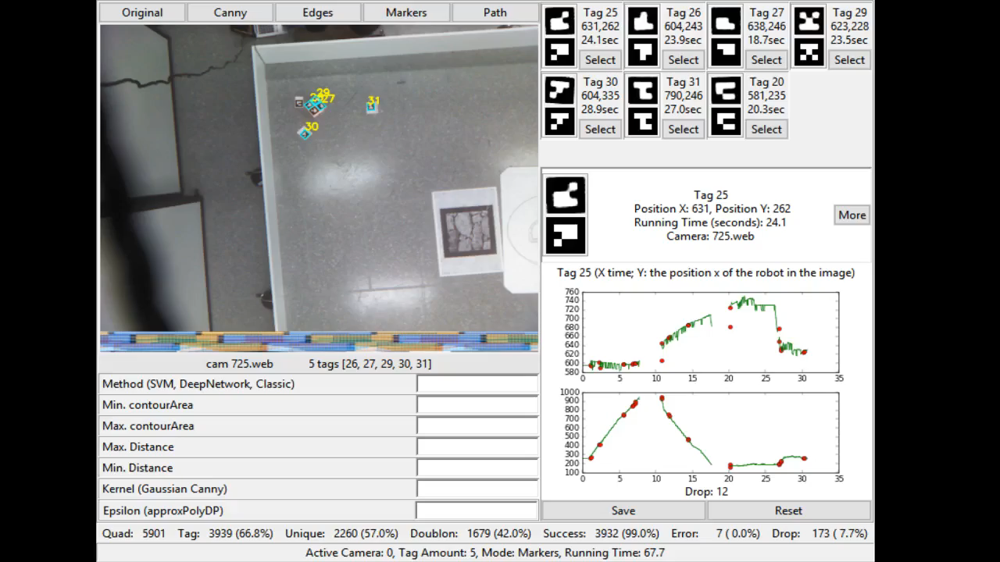 Original Canny Edges Markers Path
Tag 25
631,262
24.1sec
Select
Tag 26
604,243
23.9sec
Select
Tag 27
638,246
18.7sec
Select
Tag 29
623,228
23.5sec
Select
Tag 30
604,335
28.9sec
Select
Tag 31
790,246
27.0sec
Select
Tag 20
581,235
20.3sec
Select
29
27
31
30
cam 725.web 5 tags [26, 27, 29, 30, 31]
Method (SVM, DeepNetwork, Classic)
Min. contourArea
Max. contourArea
Max. Distance
Min. Distance
Kernel (Gaussian Canny)
Epsilon (approxPolyDP)
Tag 25
Position X: 631, Position Y: 262
Running Time (seconds): 24.1
Camera: 725.web
More
Tag 25 (X time; Y: the position x of the robot in the image)
760
740
720
700
680
660
640
620
600
580
0 5 10 15 20 25 30 35
1000
900
800
700
600
500
400
300
200
100
0 5 10 15 20 25 30 35
Drop: 12
Save Reset
Quad: 5901 Tag: 3939 (66.8%) Unique: 2260 (57.0%) Doublon: 1679 (42.0%) Success: 3932 (99.0%) Error: 7 ( 0.0%) Drop: 173 ( 7.7%)
Active Camera: 0, Tag Amount: 5, Mode: Markers, Running Time: 67.7